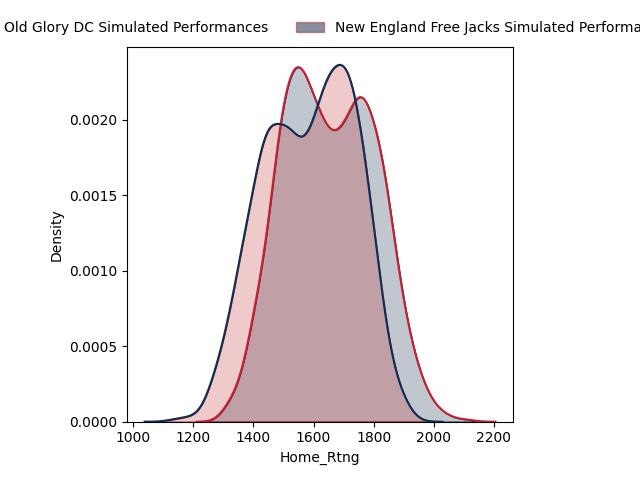 Old Glory DC Simulated Performances New England Free Jacks Simulated Performa
0.0020
0.0015
0.0010
0.0005
0.0000
Density
1000 1200 1400 1600 1800 2000 2200
Home_Rtng